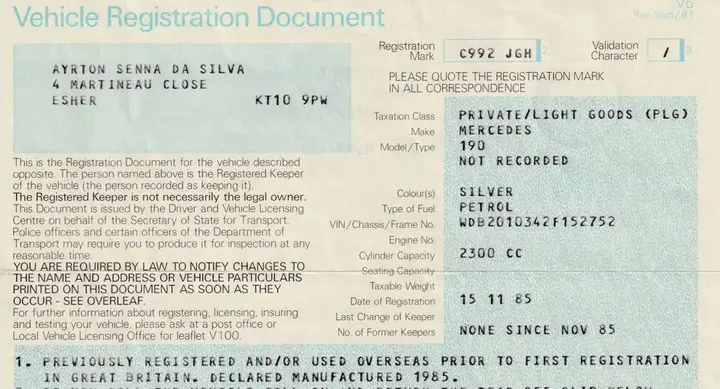 Vehicle Registration Document
VD
Rev Sept/81
AYRTON SENNA DA SILVA
4 MARTINEAU CLOSE
ESHER KT10 9PW
Registration Mark C992 JGH 2
Validation Character / 3
PLEASE QUOTE THE REGISTRATION MARK
IN ALL CORRESPONDENCE
Taxation Class PRIVATE/LIGHT GOODS (PLG)
Make MERCEDES
Model/Type 190
NOT RECORDED
Colour(s) SILVER
Type of Fuel PETROL
VIN/Chassis/Frame No. WDB2010342F152752
Engine No.
Cylinder Capacity 2300 CC
Seating Capacity
Taxable Weight
Date of Registration 15 11 85
Last Change of Keeper
No. of Former Keepers NONE SINCE NOV 85
This is the Registration Document for the vehicle described
opposite. The person named above is the Registered Keeper
of the vehicle (the person recorded as keeping it).
The Registered Keeper is not necessarily the legal owner.
This Document is issued by the Driver and Vehicle Licensing
Centre on behalf of the Secretary of State for Transport.
Police officers and certain officers of the Department of
Transport may require you to produce it for inspection at any
reasonable time.
YOU ARE REQUIRED BY LAW TO NOTIFY CHANGES TO
THE NAME AND ADDRESS OR VEHICLE PARTICULARS
PRINTED ON THIS DOCUMENT AS SOON AS THEY
OCCUR - SEE OVERLEAF.
For further information about registering, licensing, insuring
and testing your vehicle, please ask at a post office or
Local Vehicle Licensing Office for leaflet V100.
1. PREVIOUSLY REGISTERED AND/OR USED OVERSEAS PRIOR TO FIRST REGISTRATION
IN GREAT BRITAIN. DECLARED MANUFACTURED 1985.